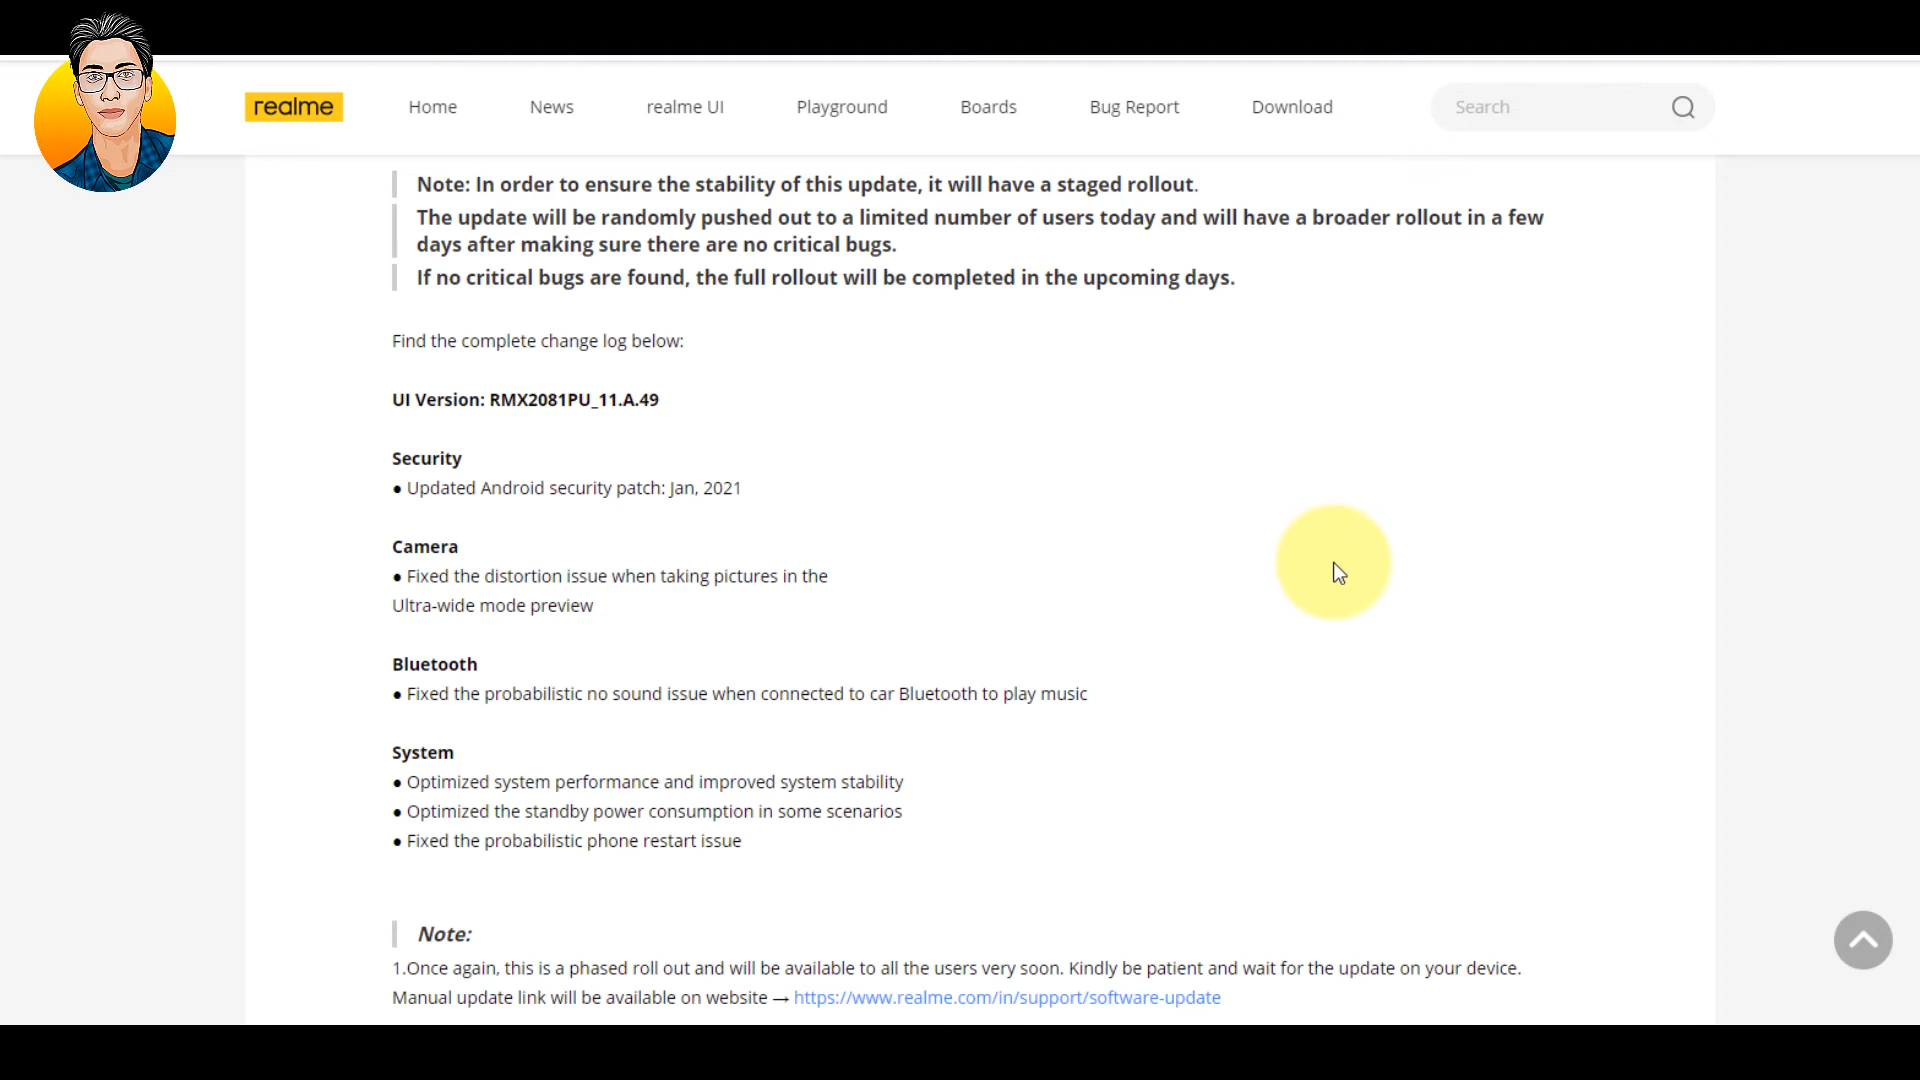 realme
Home
News
realme UI
Playground
Boards
Bug Report
Download
Search
Note: In order to ensure the stability of this update, it will have a staged rollout.
The update will be randomly pushed out to a limited number of users today and will have a broader rollout in a few
days after making sure there are no critical bugs.
If no critical bugs are found, the full rollout will be completed in the upcoming days.
Find the complete change log below:
UI Version: RMX2081PU_11.A.49
Security
● Updated Android security patch: Jan, 2021
Camera
● Fixed the distortion issue when taking pictures in the
Ultra-wide mode preview
Bluetooth
● Fixed the probabilistic no sound issue when connected to car Bluetooth to play music
System
● Optimized system performance and improved system stability
● Optimized the standby power consumption in some scenarios
● Fixed the probabilistic phone restart issue
Note:
1.Once again, this is a phased roll out and will be available to all the users very soon. Kindly be patient and wait for the update on your device.
Manual update link will be available on website → https://www.realme.com/in/support/software-update